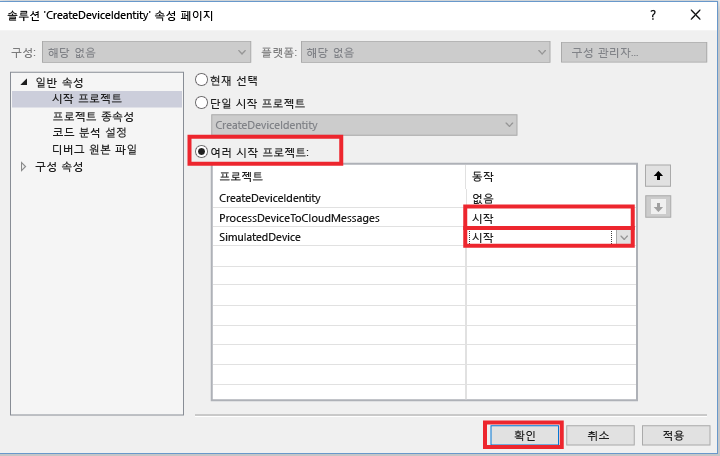 솔루션 'CreateDeviceIdentity' 속성 페이지
?
구성: 해당 없음 플랫폼: 해당 없음 구성 관리자...
일반 속성
시작 프로젝트
프로젝트 종속성
코드 분석 설정
디버그 원본 파일
구성 속성
현재 선택
단일 시작 프로젝트
CreateDeviceIdentity
여러 시작 프로젝트:
프로젝트 동작
CreateDeviceIdentity 없음
ProcessDeviceToCloudMessages 시작
SimulatedDevice 시작
확인 취소 적용